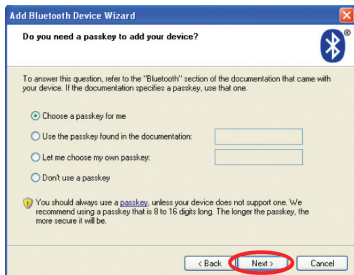 Add Bluetooth Device Wizard
Do you need a passkey to add your device?
To answer this question, refer to the "Bluetooth" section of the documentation that came with
your device. If the documentation specifies a passkey, use that one.
Choose a passkey for me
Use the passkey found in the documentation:
Let me choose my own passkey:
Don't use a passkey
You should always use a passkey, unless your device does not support one. We
recommend using a passkey that is 8 to 16 digits long. The longer the passkey, the
more secure it will be.
< Back Next > Cancel